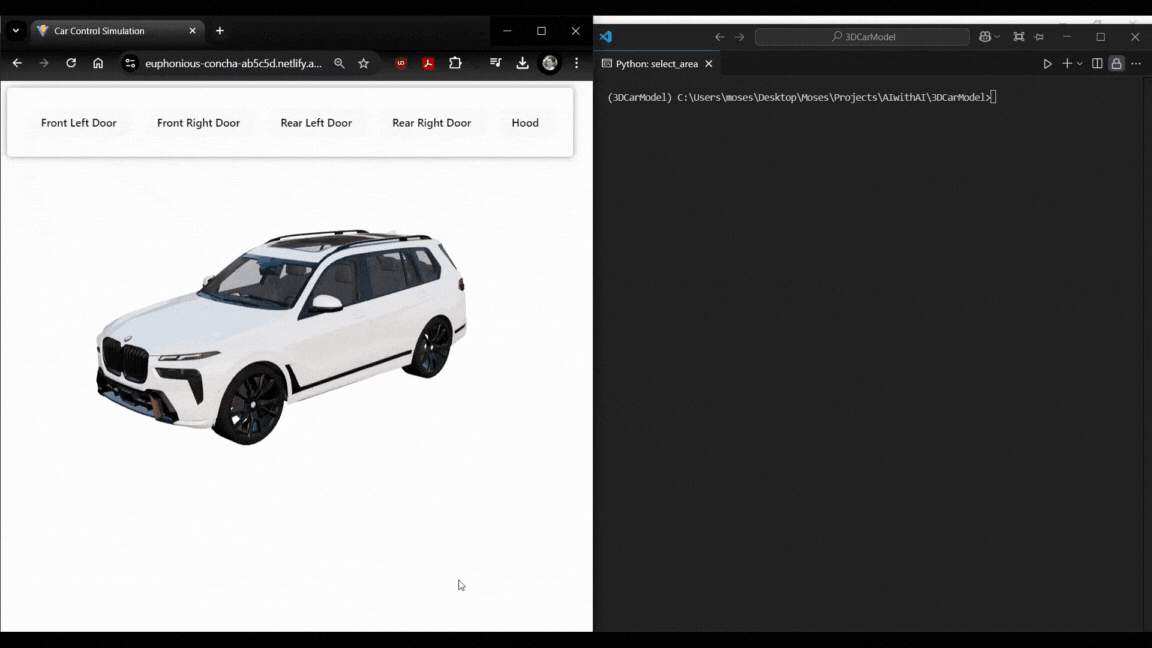 Car Control Simulation
euphonious-concha-ab5c5d.netlify.a...
Front Left Door
Front Right Door
Rear Left Door
Rear Right Door
Hood
3DCarModel
Python: select_area
(3DCarModel) C:\Users\moses\Desktop\Moses\Projects\AIwithAI\3DCarModel>